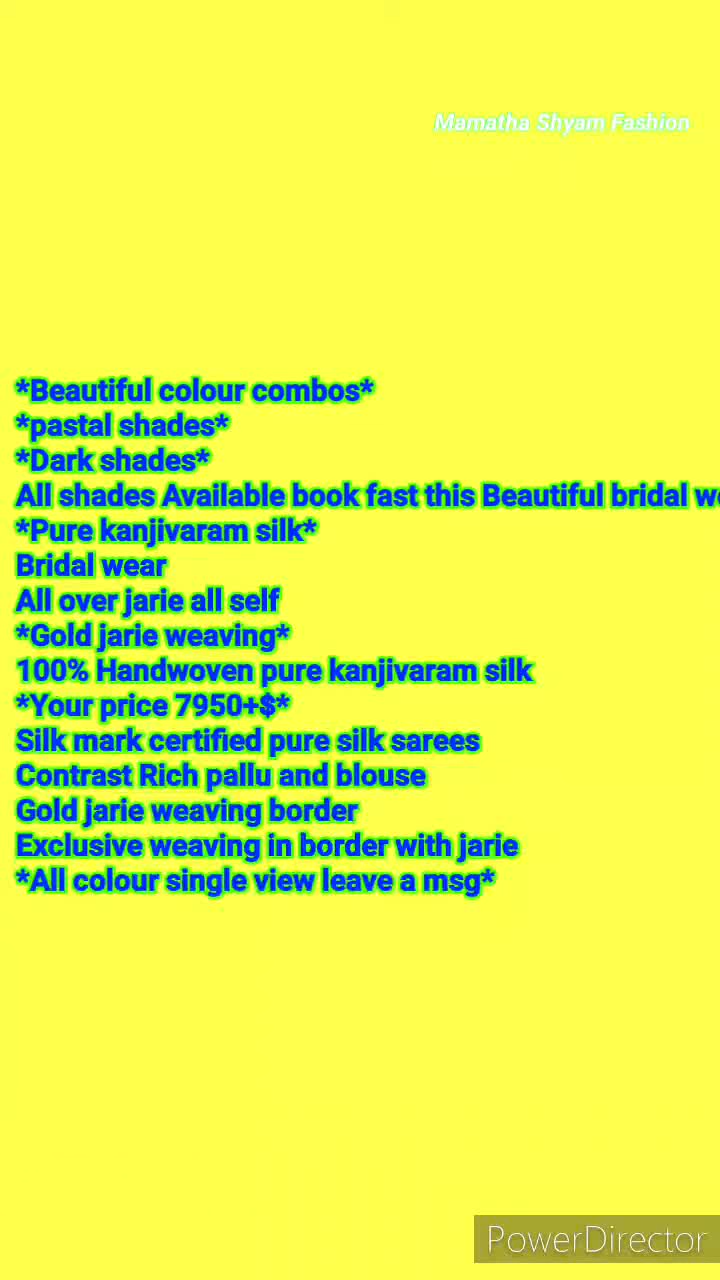 Mamatha Shyam Fashion
*Beautiful colour combos*
*pastal shades*
*Dark shades*
All shades Available book fast this Beautiful bridal
*Pure kanjivaram silk*
Bridal wear
All over jarie all self
*Gold jarie weaving*
100% Handwoven pure kanjivaram silk
*Your price 7950+$*
Silk mark certified pure silk sarees
Contrast Rich pallu and blouse
Gold jarie weaving border
Exclusive weaving in border with jarie
*All colour single view leave a msg*
PowerDirector